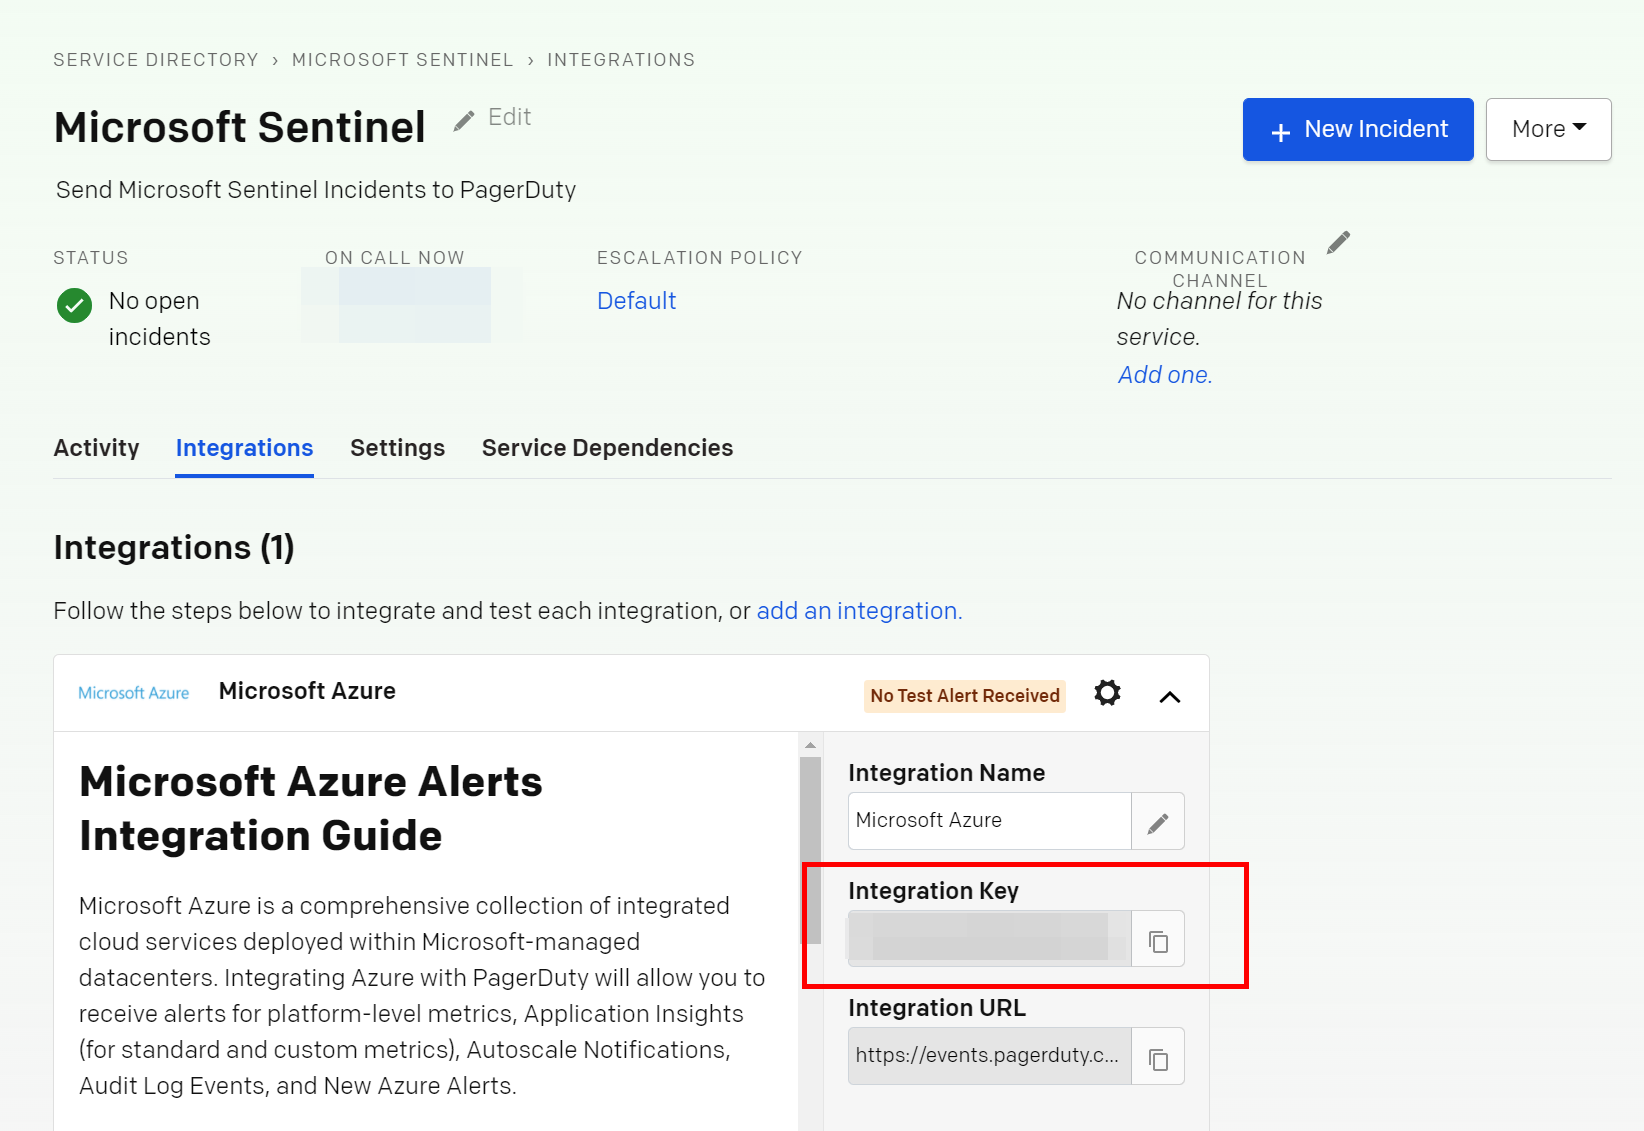 SERVICE DIRECTORY › MICROSOFT SENTINEL › INTEGRATIONS
Microsoft Sentinel Edit
+ New Incident
More
Send Microsoft Sentinel Incidents to PagerDuty
STATUS
No open
incidents
ON CALL NOW
ESCALATION POLICY
Default
COMMUNICATION
CHANNEL
No channel for this
service.
Add one.
Activity Integrations Settings Service Dependencies
Integrations (1)
Follow the steps below to integrate and test each integration, or add an integration.
Microsoft Azure Microsoft Azure No Test Alert Received
Microsoft Azure Alerts
Integration Guide
Microsoft Azure is a comprehensive collection of integrated
cloud services deployed within Microsoft-managed
datacenters. Integrating Azure with PagerDuty will allow you to
receive alerts for platform-level metrics, Application Insights
(for standard and custom metrics), Autoscale Notifications,
Audit Log Events, and New Azure Alerts.
Integration Name
Microsoft Azure
Integration Key
Integration URL
https://events.pagerduty.c...